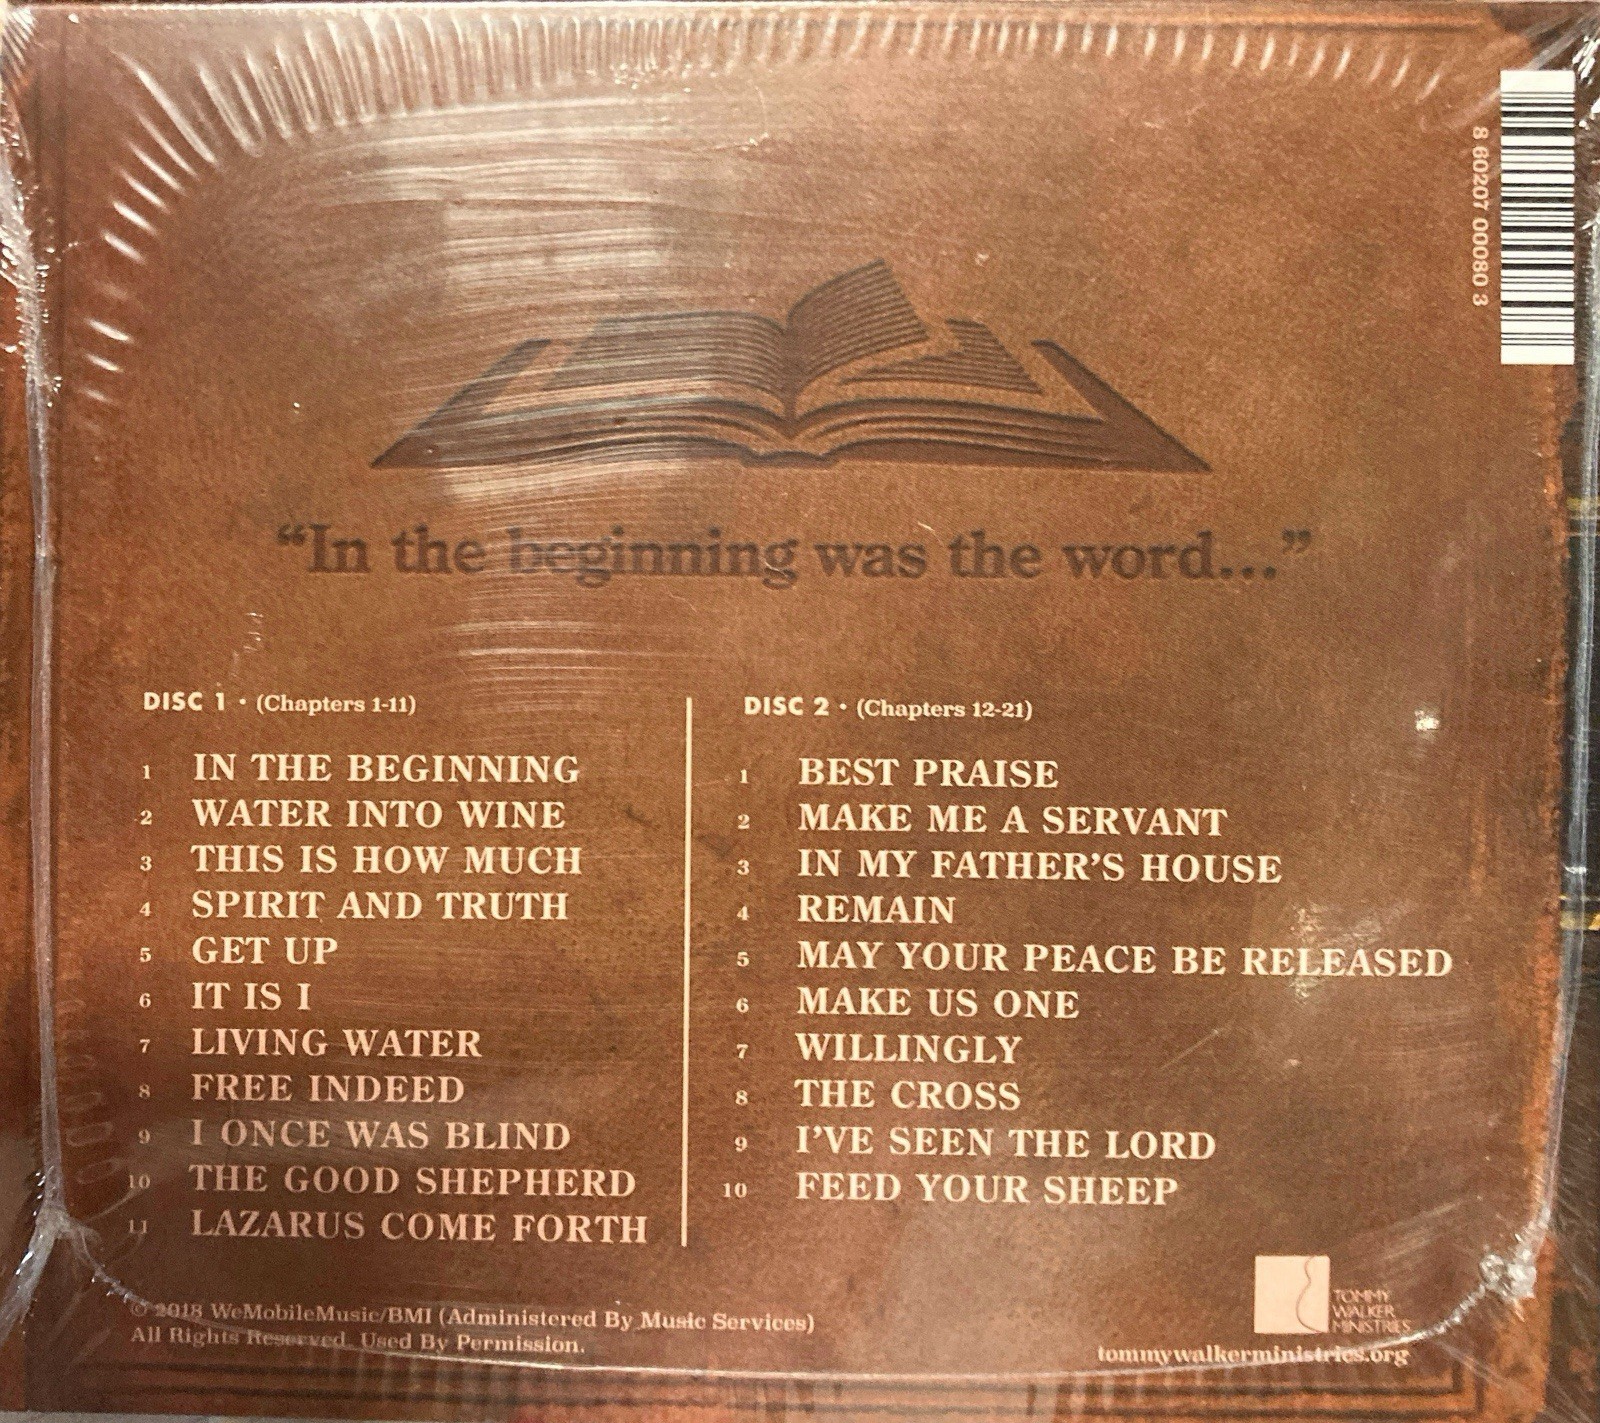 8 60207 00080 3
“In the beginning was the word...”
DISC 1 • (Chapters 1-11)
1 IN THE BEGINNING
2 WATER INTO WINE
3 THIS IS HOW MUCH
4 SPIRIT AND TRUTH
5 GET UP
6 IT IS I
7 LIVING WATER
8 FREE INDEED
9 I ONCE WAS BLIND
10 THE GOOD SHEPHERD
11 LAZARUS COME FORTH
DISC 2 • (Chapters 12-21)
1 BEST PRAISE
2 MAKE ME A SERVANT
3 IN MY FATHER’S HOUSE
4 REMAIN
5 MAY YOUR PEACE BE RELEASED
6 MAKE US ONE
7 WILLINGLY
8 THE CROSS
9 I’VE SEEN THE LORD
10 FEED YOUR SHEEP
© 2018 WeMobileMusic/BMI (Administered By Music Services)
All Rights Reserved. Used By Permission.
TOMMY
WALKER
MINISTRIES
tommywalkerministries.org